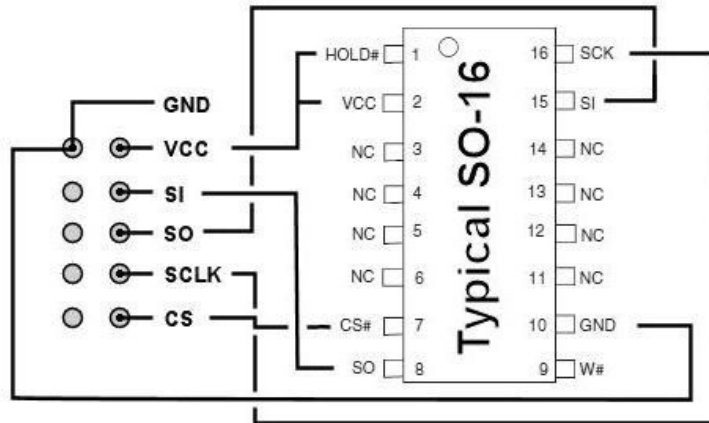 GND
VCC
SI
SO
SCLK
CS
HOLD# 1
VCC 2
NC 3
NC 4
NC 5
NC 6
CS# 7
SO 8
Typical SO-16
16 SCK
15 SI
14 NC
13 NC
12 NC
11 NC
10 GND
9 W#